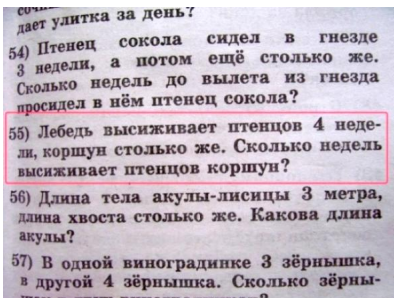 дает улитка за день?
54) Птенец сокола сидел в гнезде
3 недели, а потом ещё столько же.
Сколько недель до вылета из гнезда
просидел в нём птенец сокола?
55) Лебедь высиживает птенцов 4 неде-
ли, коршун столько же. Сколько недель
высиживает птенцов коршун?
56) Длина тела акулы-лисицы 3 метра,
длина хвоста столько же. Какова длина
акулы?
57) В одной виноградинке 3 зёрнышка,
в другой 4 зёрнышка. Сколько зёрны-